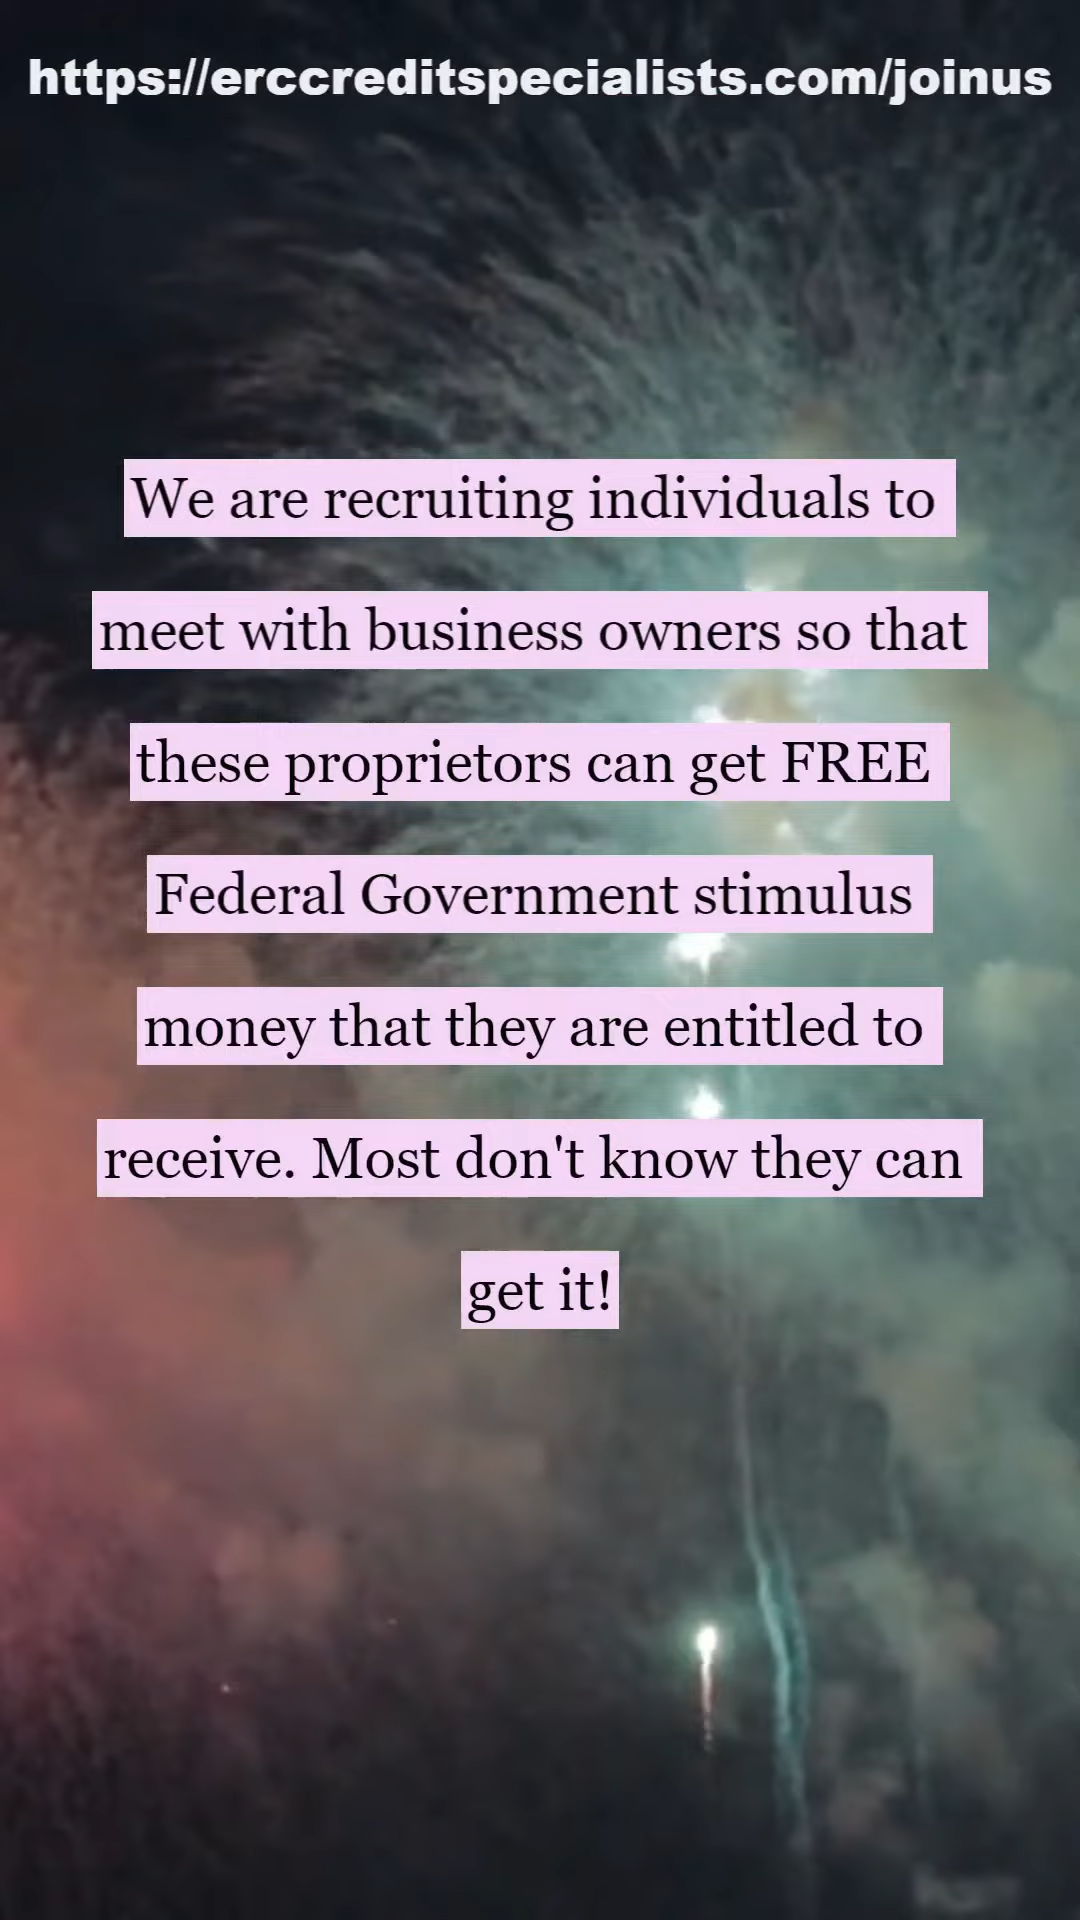 https://erccreditspecialists.com/joinus
We are recruiting individuals to
meet with business owners so that
these proprietors can get FREE
Federal Government stimulus
money that they are entitled to
receive. Most don't know they can
get it!